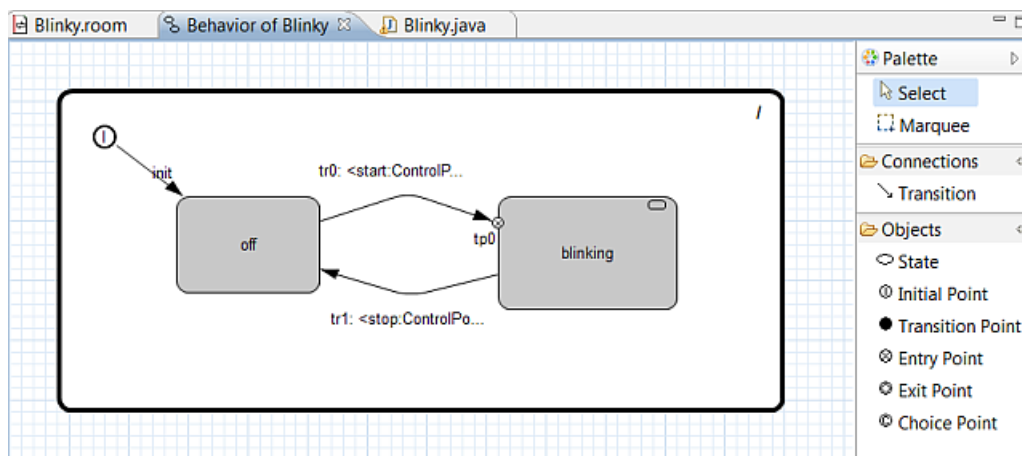 Blinky.room
Behavior of Blinky
Blinky.java
Palette
Select
Marquee
Connections
Transition
Objects
State
Initial Point
Transition Point
Entry Point
Exit Point
Choice Point
/
I
init
tr0: <start:ControlP...
off
tp0
blinking
tr1: <stop:ControlPo...